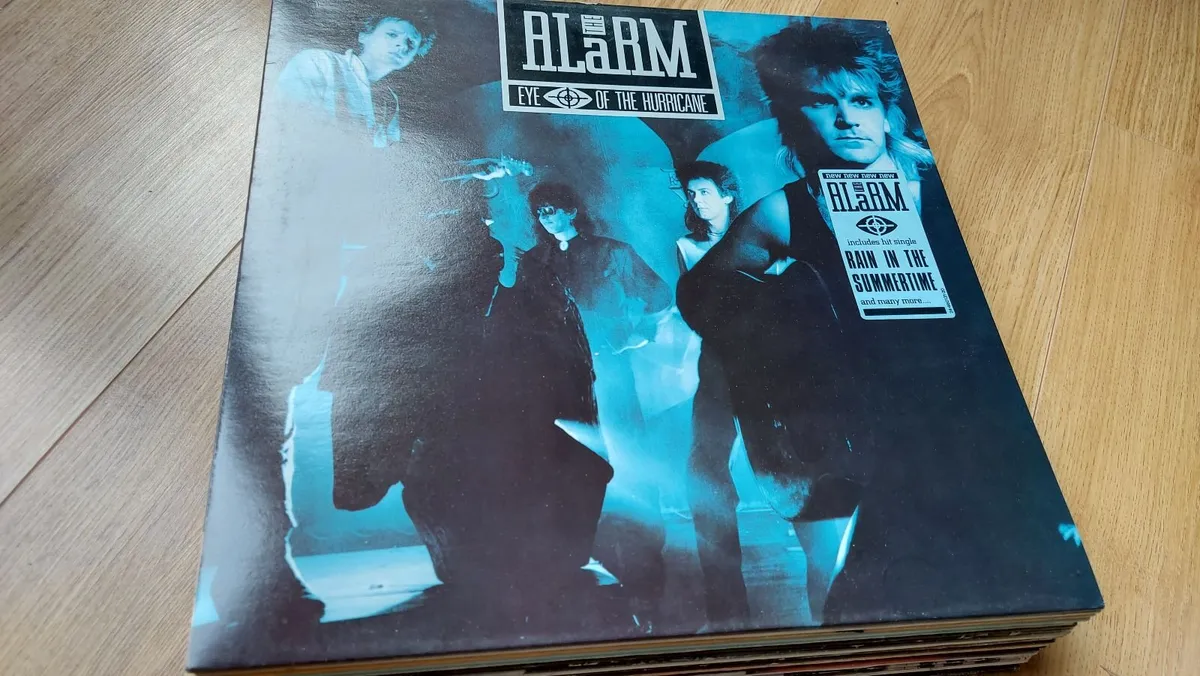 THE
ALaRM
EYE OF THE HURRICANE
new new new new
THE
ALaRM
includes hit single
RAIN IN THE
SUMMERTIME
and many more....